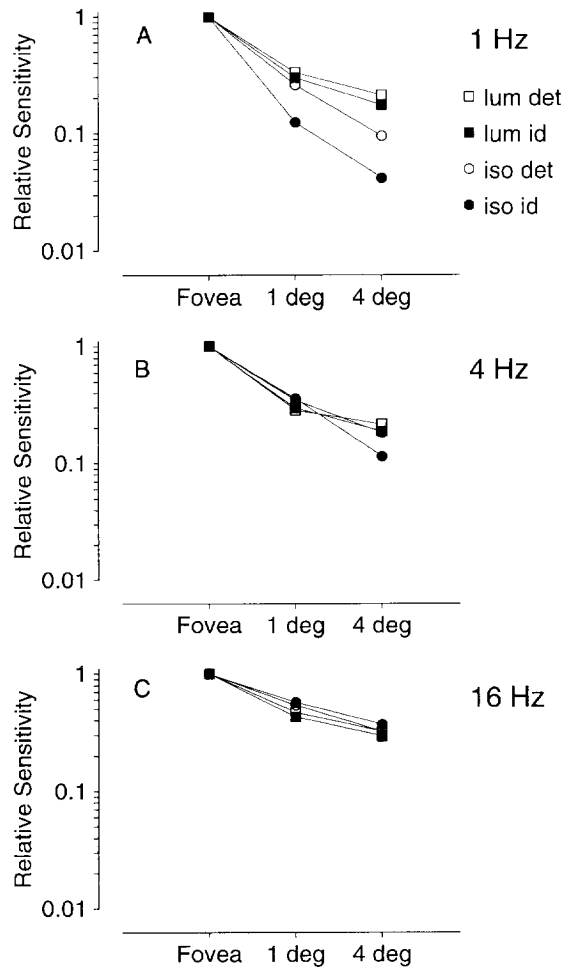 A
1 Hz
Relative Sensitivity
1
0.1
0.01
lum det
lum id
iso det
iso id
Fovea 1 deg 4 deg
B
4 Hz
Relative Sensitivity
1
0.1
0.01
Fovea 1 deg 4 deg
C
16 Hz
Relative Sensitivity
1
0.1
0.01
Fovea 1 deg 4 deg